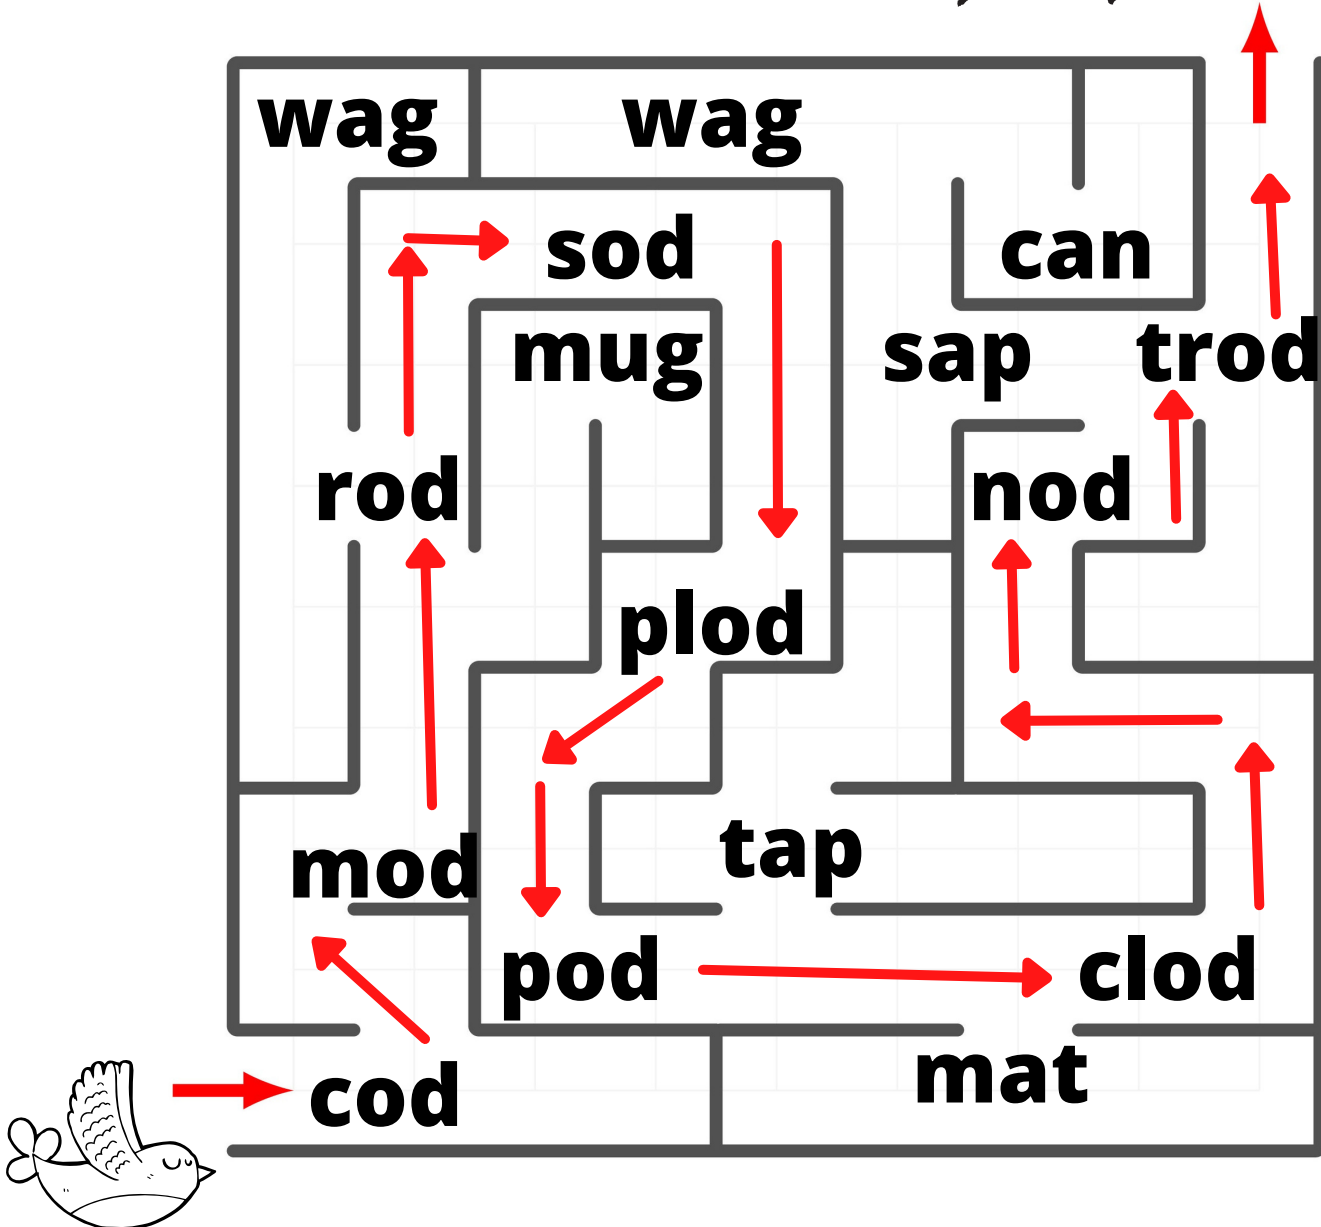 wag wag
sod can
mug sap trod
rod nod
plod
mod tap
pod clod
cod mat